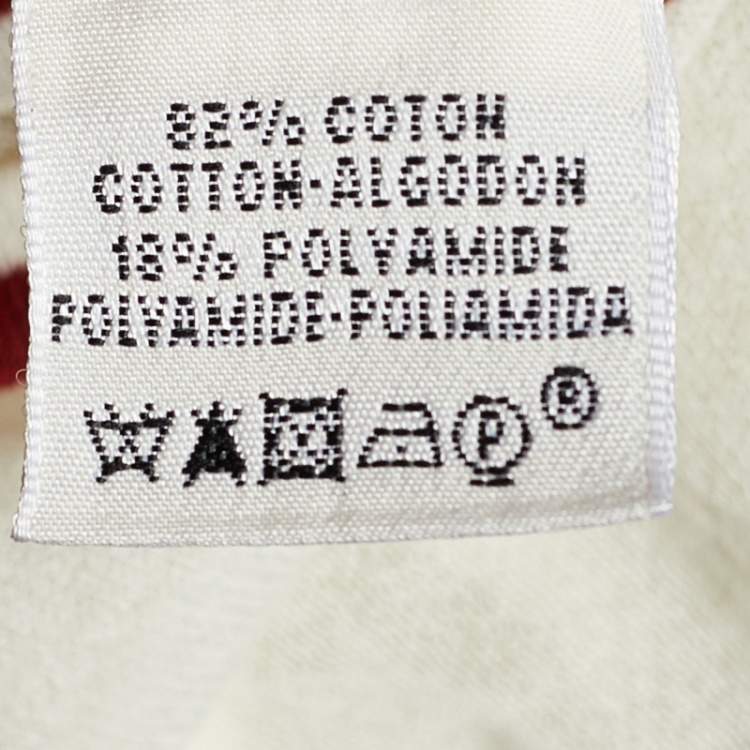 82% COTON
COTTON·ALGODON
18% POLYAMIDE
POLYAMIDE·POLIAMIDA
P ®